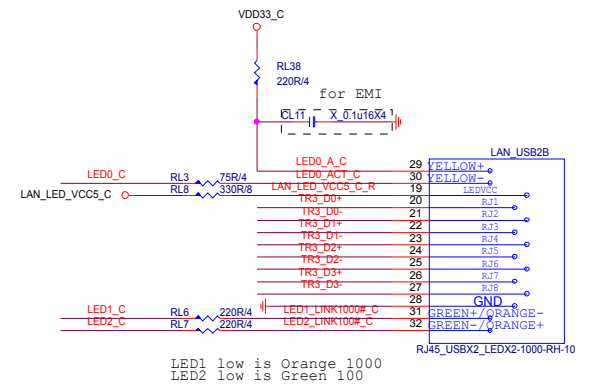 VDD33_C
RL38
220R/4
for EMI
CL11 X_0.1u16X4
LAN_USB2B
LED0_C RL3 75R/4 LED0_A_C 29 YELLOW+
LED0_ACT_C 30 YELLOW-
LAN_LED_VCC5_C RL8 330R/8 LAN_LED_VCC5_C_R 19 LEDVCC
TR3_D0+ 20 RJ1
TR3_D0- 21 RJ2
TR3_D1+ 22 RJ3
TR3_D1- 23 RJ4
TR3_D2+ 24 RJ5
TR3_D2- 25 RJ6
TR3_D3+ 26 RJ7
TR3_D3- 27 RJ8
28 GND
LED1_C RL6 220R/4 LED1_LINK1000#_C 31 GREEN+/ORANGE-
LED2_C RL7 220R/4 LED2_LINK100#_C 32 GREEN-/ORANGE+
RJ45_USBX2_LEDX2-1000-RH-10
LED1 low is Orange 1000
LED2 low is Green 100